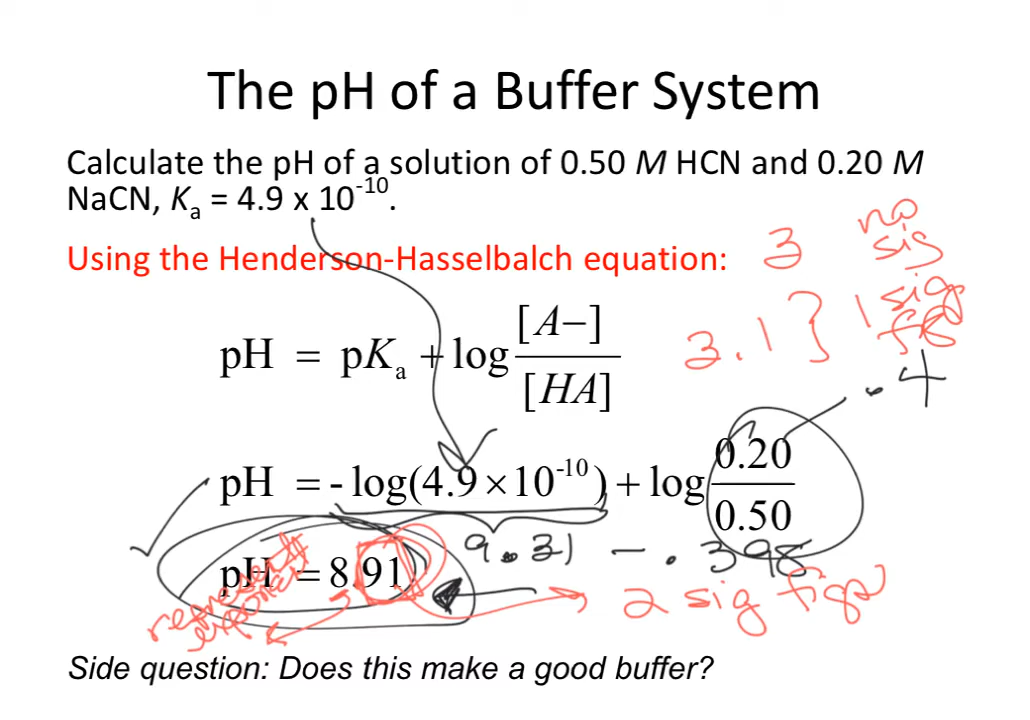 The pH of a Buffer System
Calculate the pH of a solution of 0.50 M HCN and 0.20 M
NaCN, Ka = 4.9 x 10-10.
Using the Henderson-Hasselbalch equation:
3 no sig
3.1 } 1 sig fig
pH = pKa + log [A−] / [HA]
.4
pH = - log(4.9 × 10-10) + log 0.20 / 0.50
9.31 - .398
pH = 8.91
represent exponent
2 sig figs
Side question: Does this make a good buffer?